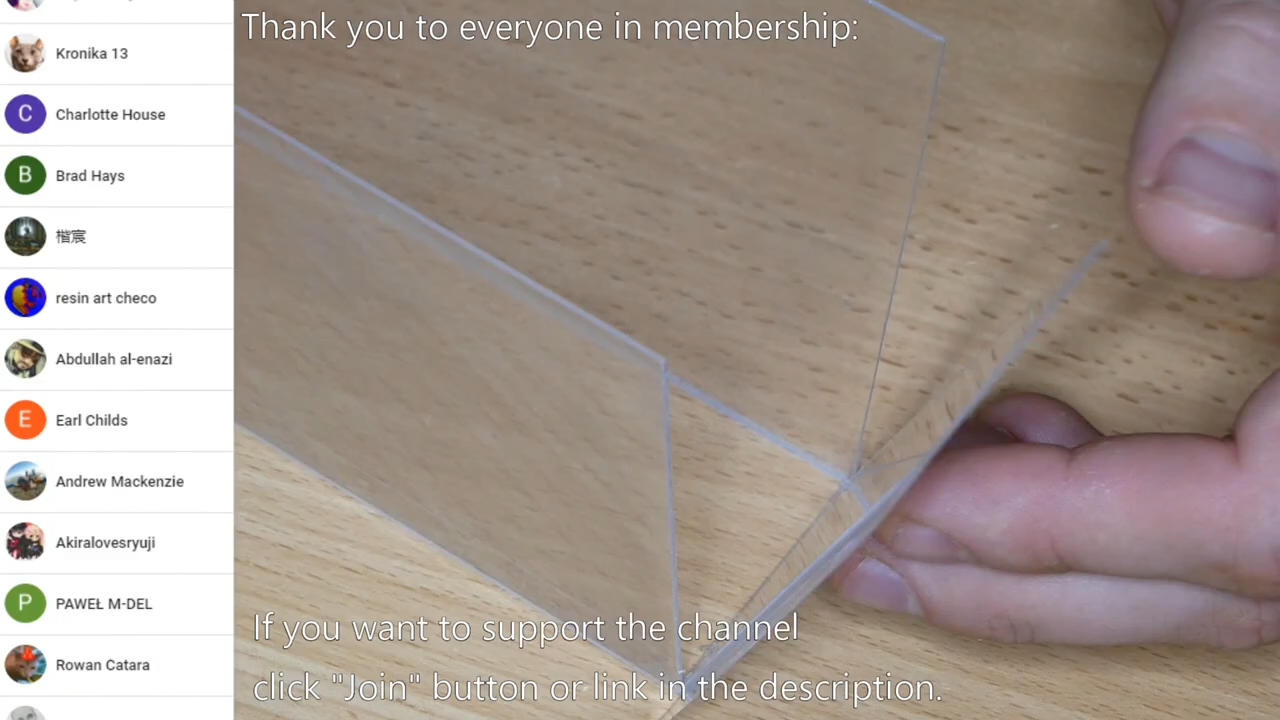 Thank you to everyone in membership:
Kronika 13
Charlotte House
Brad Hays
楷宸
resin art checo
Abdullah al-enazi
Earl Childs
Andrew Mackenzie
Akiralovesryuji
PAWEŁ M-DEL
Rowan Catara
If you want to support the channel
click "Join" button or link in the description.